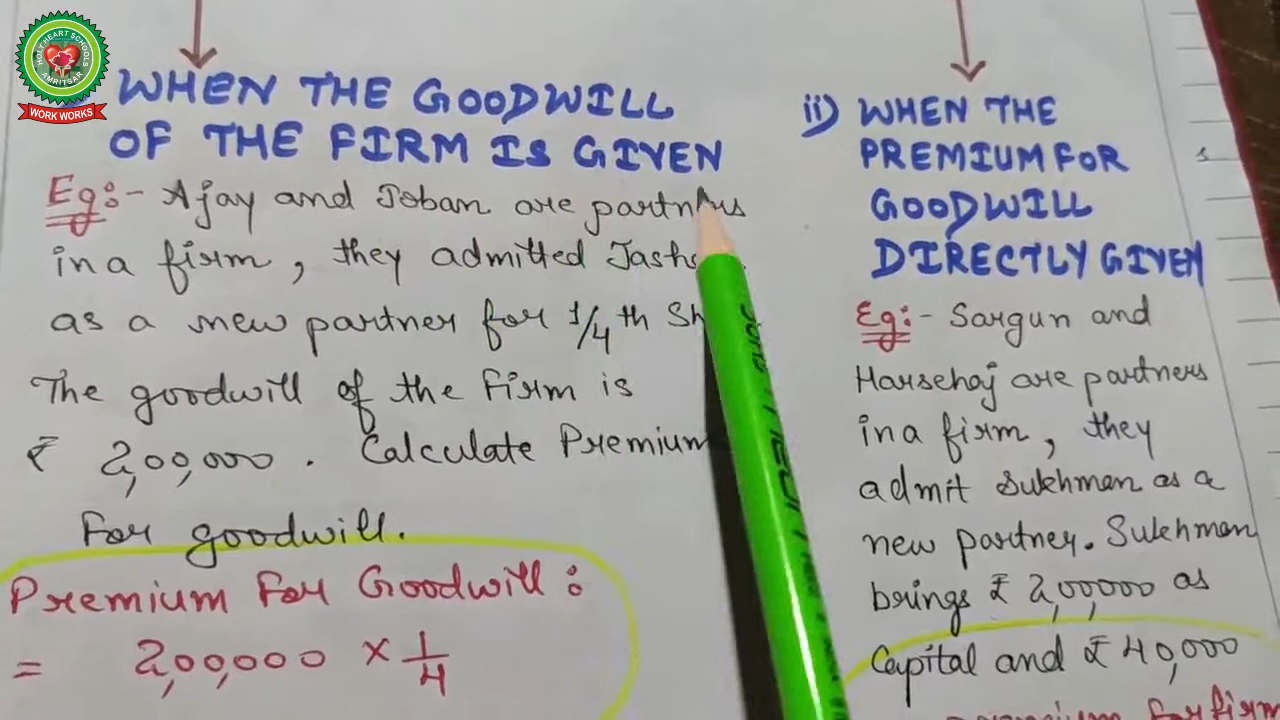 HOLY HEART SCHOOLS
AMRITSAR
WORK WORKS
WHEN THE GOODWILL
OF THE FIRM IS GIVEN
Eg:- Ajay and Joban are partners
in a firm, they admitted
as a new partner for 1/4 th
The goodwill of the Firm is
₹ 2,00,000. Calculate Premium
For goodwill.
Premium For Goodwill:
= 2,00,000 × 1/4
ii) WHEN THE
PREMIUM FOR
GOODWILL
DIRECTLY GIVEN
Eg:- Sargun and
Harsehaj are partners
in a firm, they
admit Sukhman as a
new partner. Sukhman
brings ₹ 2,00,000 as
Capital and ₹ 40,000